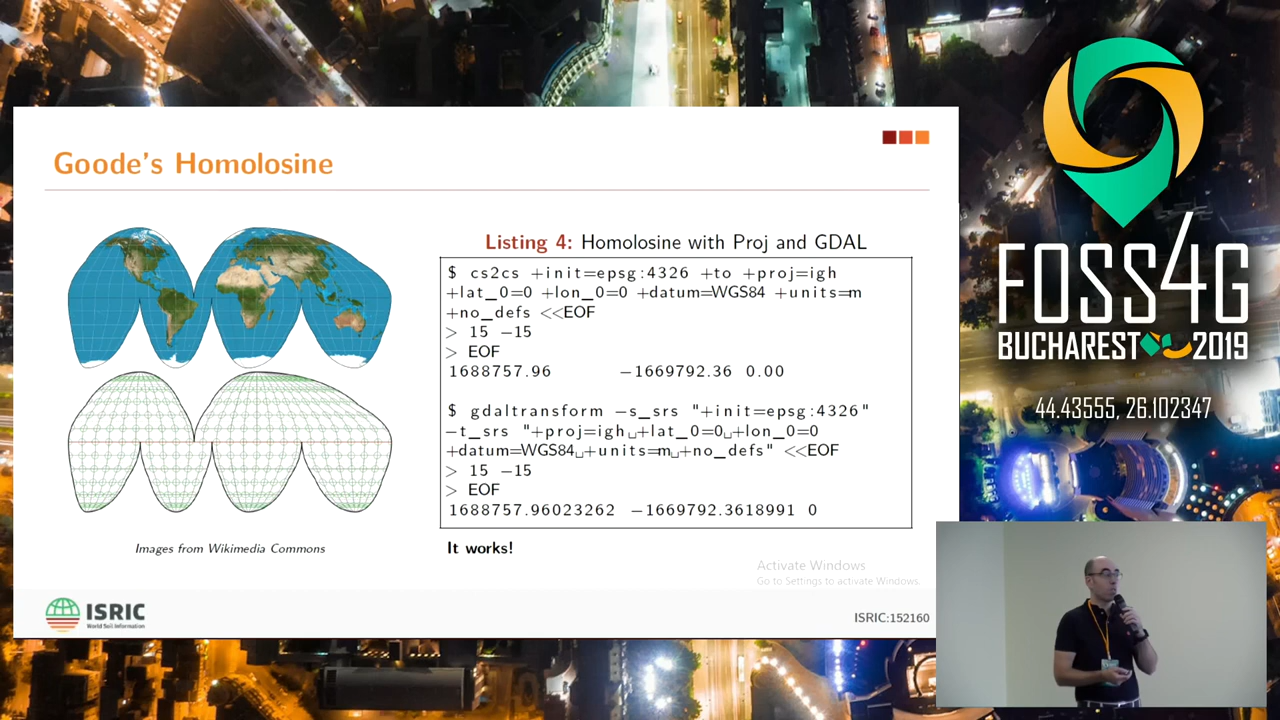 Goode's Homolosine
Listing 4: Homolosine with Proj and GDAL
$ cs2cs +init=epsg:4326 +to +proj=igh
+lat_0=0 +lon_0=0 +datum=WGS84 +units=m
+no_defs <<EOF
> 15 −15
> EOF
1688757.96 −1669792.36 0.00
$ gdaltransform −s_srs "+init=epsg:4326"
−t_srs "+proj=igh␣+lat_0=0␣+lon_0=0
+datum=WGS84␣+units=m␣+no_defs" <<EOF
> 15 −15
> EOF
1688757.96023262 −1669792.3618991 0
It works!
Images from Wikimedia Commons
Activate Windows
Go to Settings to activate Windows.
ISRIC
World Soil Information
ISRIC:152160
FOSS4G
BUCHAREST 2019
44.43555, 26.102347